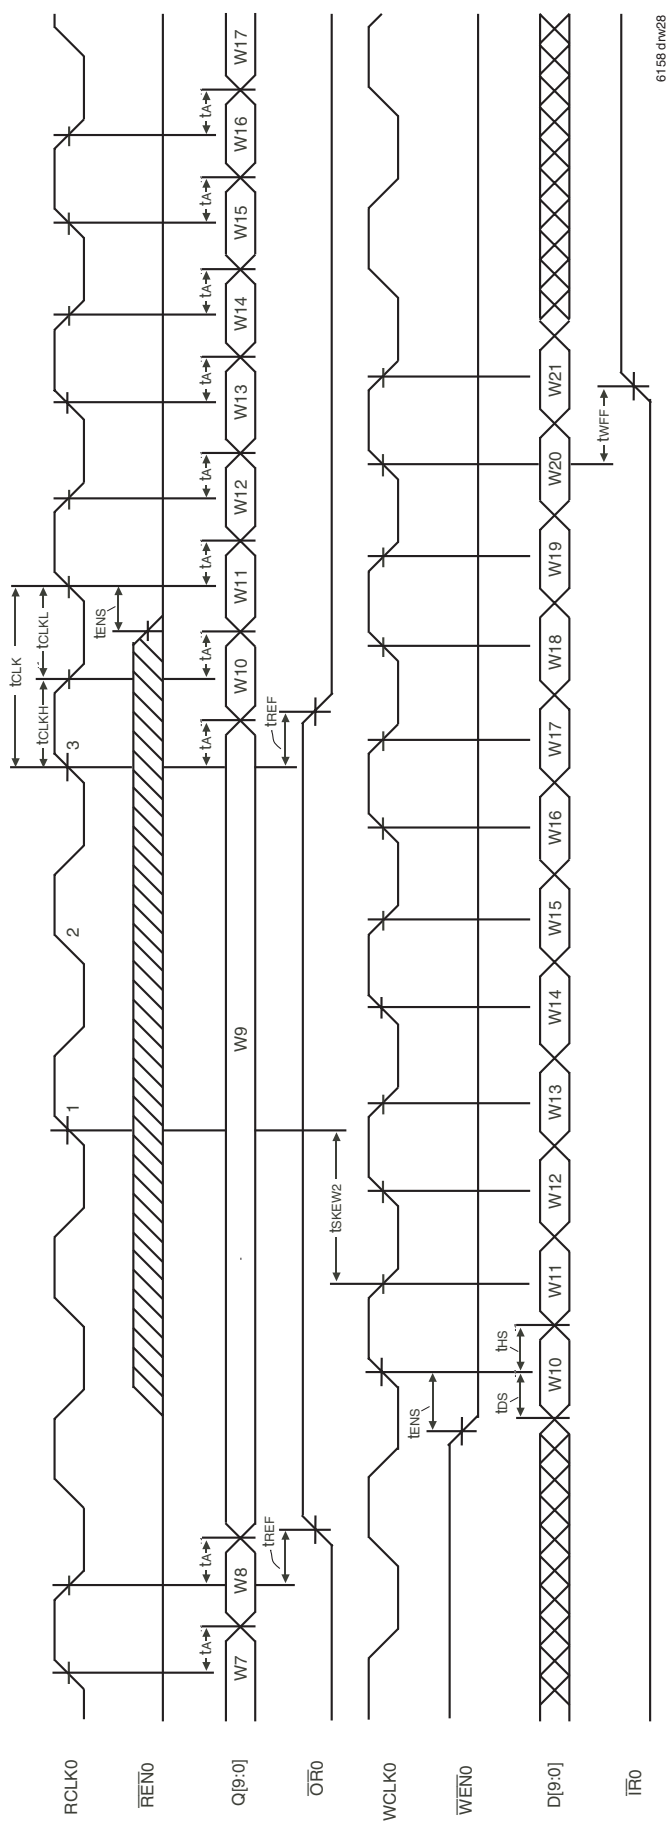 RCLK0
1
2
3
tCLK
tCLKH
tCLKL
REN0
tENS
tA
tA
tA
tA
tA
tA
tA
tA
tA
tA
tA
Q[9:0]
W7
W8
W9
W10
W11
W12
W13
W14
W15
W16
W17
tREF
tREF
OR0
tSKEW2
WCLK0
tENS
WEN0
tDS
tHS
D[9:0]
W10
W11
W12
W13
W14
W15
W16
W17
W18
W19
W20
W21
tWFF
IR0
6158 drw28